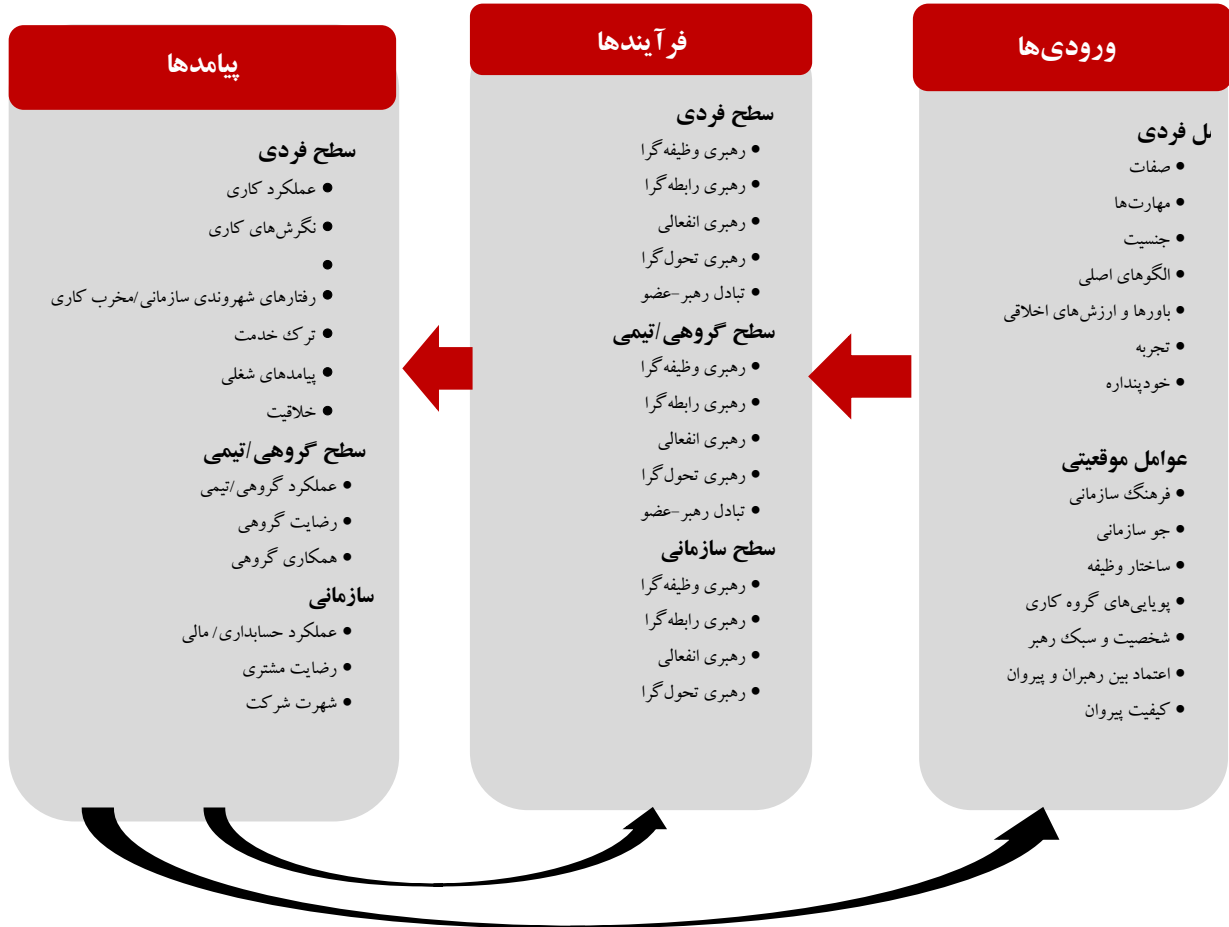 ورودی‌ها
ل فردی
• صفات
• مهارت‌ها
• جنسیت
• الگوهای اصلی
• باورها و ارزش‌های اخلاقی
• تجربه
• خودپنداره
عوامل موقعیتی
• فرهنگ سازمانی
• جو سازمانی
• ساختار وظیفه
• پویایی‌های گروه کاری
• شخصیت و سبک رهبر
• اعتماد بین رهبران و پیروان
• کیفیت پیروان
فرآیندها
سطح فردی
• رهبری وظیفه‌گرا
• رهبری رابطه‌گرا
• رهبری انفعالی
• رهبری تحول‌گرا
• تبادل رهبر-عضو
سطح گروهی/تیمی
• رهبری وظیفه‌گرا
• رهبری رابطه‌گرا
• رهبری انفعالی
• رهبری تحول‌گرا
• تبادل رهبر-عضو
سطح سازمانی
• رهبری وظیفه‌گرا
• رهبری رابطه‌گرا
• رهبری انفعالی
• رهبری تحول‌گرا
پیامدها
سطح فردی
• عملکرد کاری
• نگرش‌های کاری
•
• رفتارهای شهروندی سازمانی/مخرب کاری
• ترک خدمت
• پیامدهای شغلی
• خلاقیت
سطح گروهی/تیمی
• عملکرد گروهی/تیمی
• رضایت گروهی
• همکاری گروهی
سازمانی
• عملکرد حسابداری/ مالی
• رضایت مشتری
• شهرت شرکت